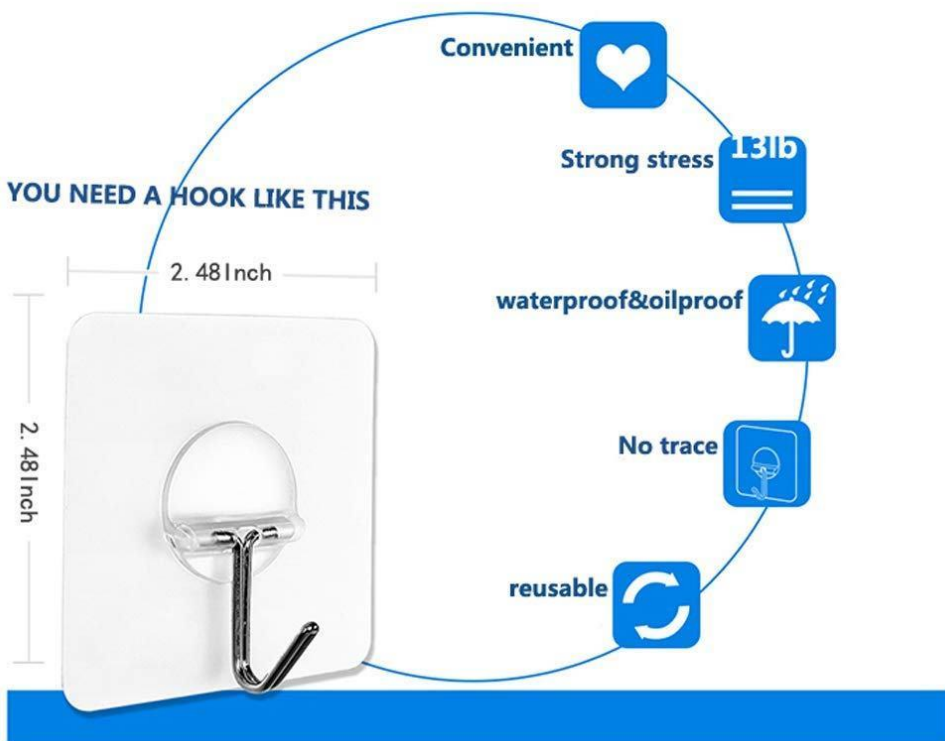 Convenient
Strong stress
13lb
YOU NEED A HOOK LIKE THIS
2.48Inch
2.48Inch
waterproof&oilproof
No trace
reusable